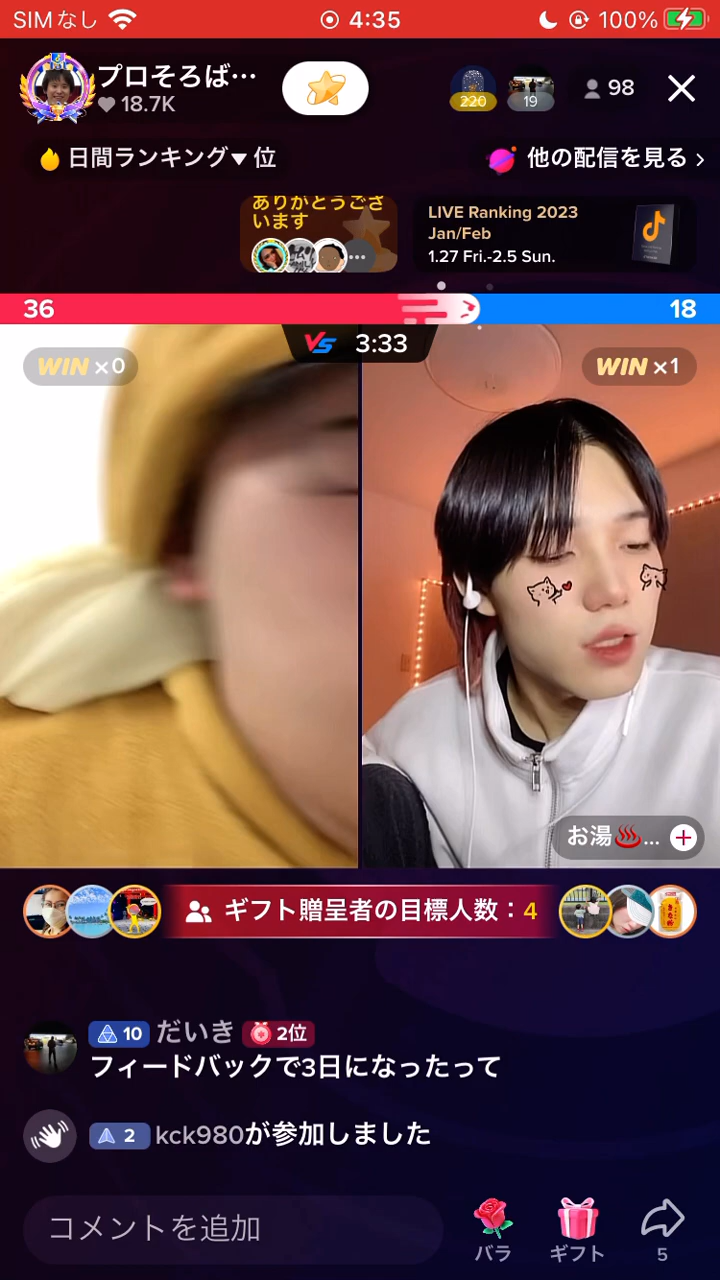 SIMなし 4:35 100%
プロそろば…
18.7K
220
19
98
日間ランキング▼位
他の配信を見る
ありがとうござ
います
LIVE Ranking 2023
Jan/Feb
1.27 Fri.-2.5 Sun.
36
18
VS 3:33
WIN ×0
WIN ×1
お湯♨️...
ギフト贈呈者の目標人数：4
10 だいき 2位
フィードバックで3日になったって
2 kck980が参加しました
コメントを追加
バラ
ギフト
5